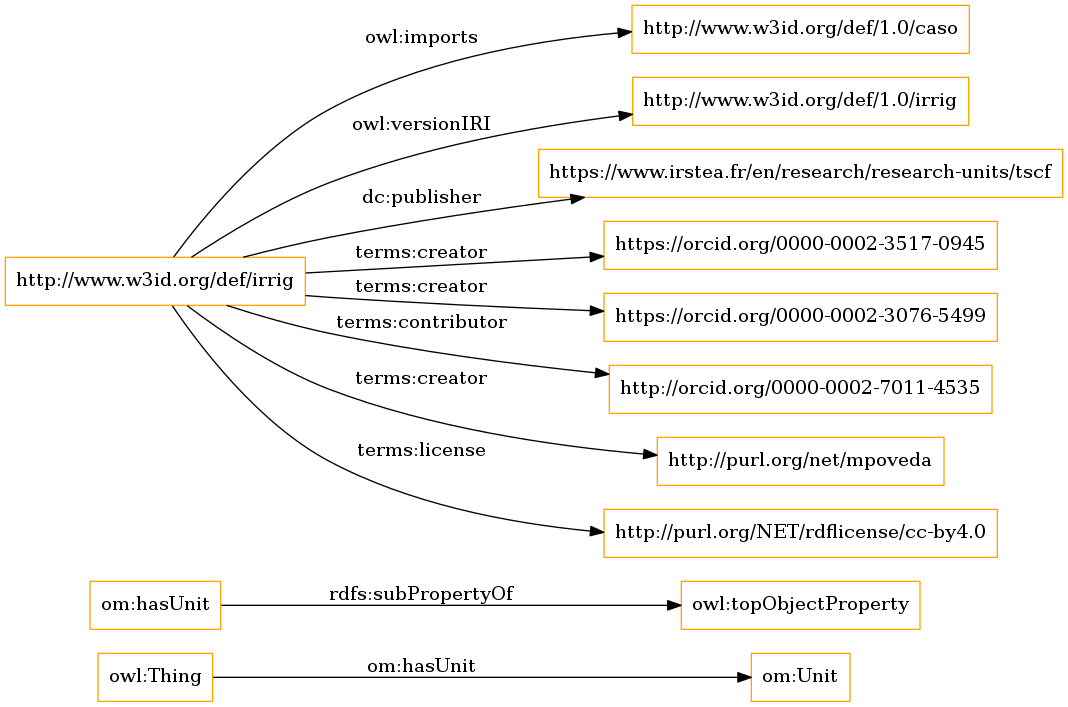 owl:imports
http://www.w3id.org/def/1.0/caso
owl:versionIRI
http://www.w3id.org/def/1.0/irrig
dc:publisher
https://www.irstea.fr/en/research/research-units/tscf
terms:creator
https://orcid.org/0000-0002-3517-0945
http://www.w3id.org/def/irrig
terms:creator
https://orcid.org/0000-0002-3076-5499
terms:contributor
http://orcid.org/0000-0002-7011-4535
terms:creator
http://purl.org/net/mpoveda
terms:license
http://purl.org/NET/rdflicense/cc-by4.0
om:hasUnit
rdfs:subPropertyOf
owl:topObjectProperty
owl:Thing
om:hasUnit
om:Unit